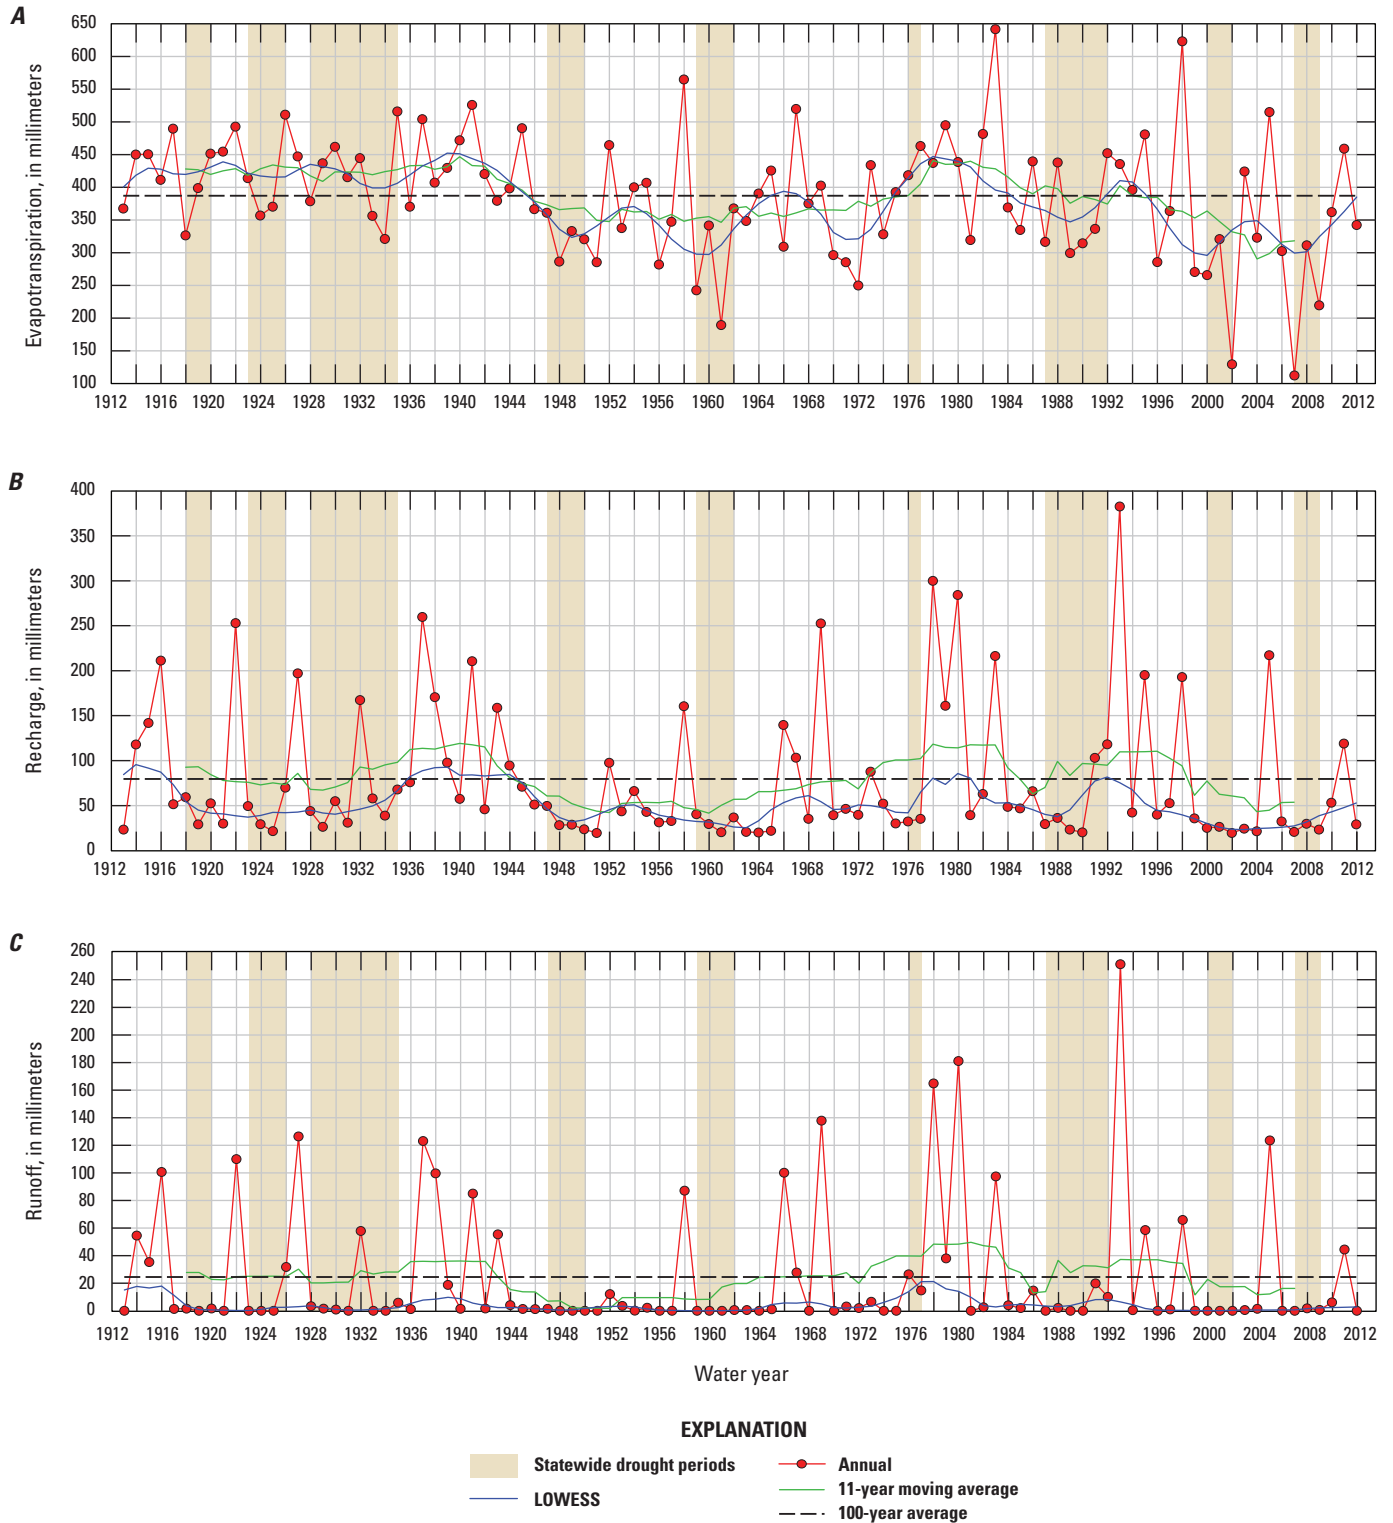 A
Evapotranspiration, in millimeters
650
600
550
500
450
400
350
300
250
200
150
100
1912 1916 1920 1924 1928 1932 1936 1940 1944 1948 1952 1956 1960 1964 1968 1972 1976 1980 1984 1988 1992 1996 2000 2004 2008 2012
B
Recharge, in millimeters
400
350
300
250
200
150
100
50
0
1912 1916 1920 1924 1928 1932 1936 1940 1944 1948 1952 1956 1960 1964 1968 1972 1976 1980 1984 1988 1992 1996 2000 2004 2008 2012
C
Runoff, in millimeters
260
240
220
200
180
160
140
120
100
80
60
40
20
0
1912 1916 1920 1924 1928 1932 1936 1940 1944 1948 1952 1956 1960 1964 1968 1972 1976 1980 1984 1988 1992 1996 2000 2004 2008 2012
Water year
EXPLANATION
Statewide drought periods
LOWESS
Annual
11-year moving average
100-year average